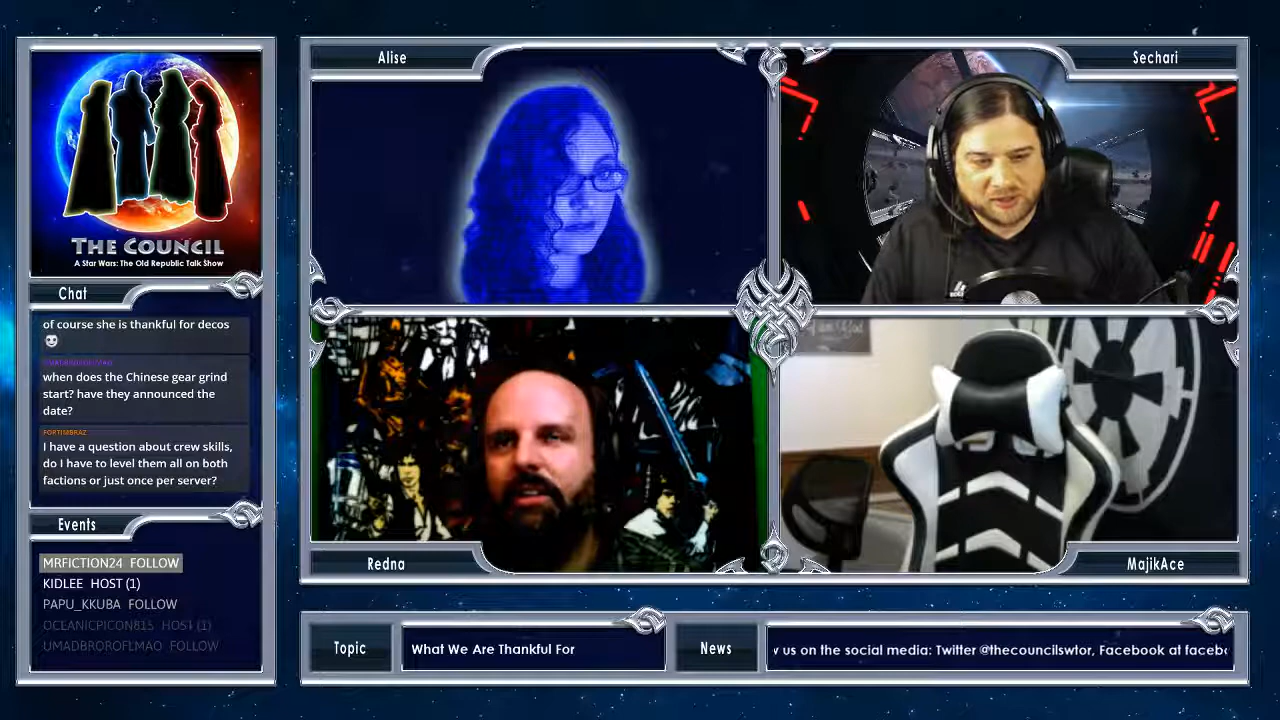 Alise
Sechari
THE COUNCIL
A Star Wars: The Old Republic Talk Show
Chat
of course she is thankful for decos
when does the Chinese gear grind
start? have they announced the
date?
FORTIMBRAZ
I have a question about crew skills,
do I have to level them all on both
factions or just once per server?
Events
MRFICTION24 FOLLOW
KIDLEE HOST (1)
PAPU_KKUBA FOLLOW
OCEANICPICON815 HOST (1)
UMADBROROFLMAO FOLLOW
Redna
MajikAce
Topic
What We Are Thankful For
News
us on the social media: Twitter @thecouncilswtor, Facebook at faceb